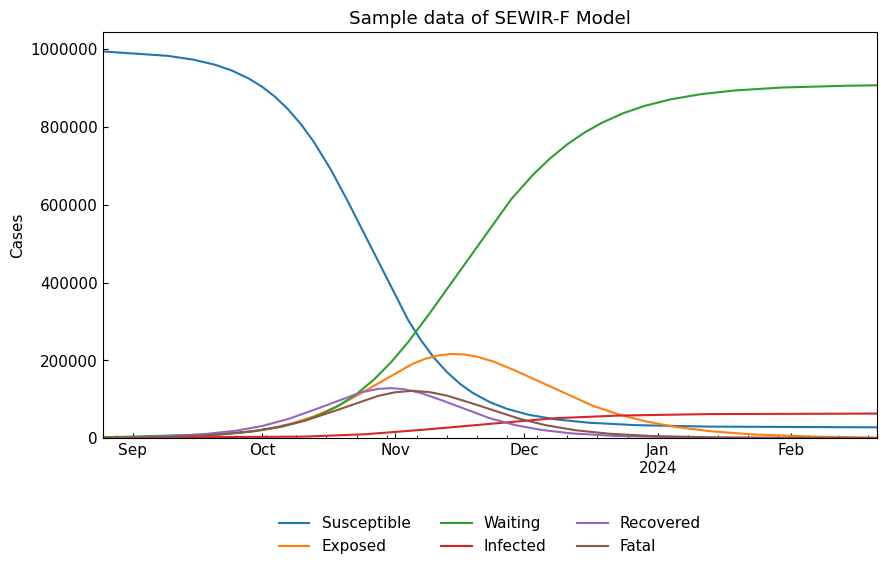 Sample data of SEWIR-F Model
Cases
1000000
800000
600000
400000
200000
0
Sep Oct Nov Dec Jan Feb
2024
Susceptible Waiting Recovered
Exposed Infected Fatal